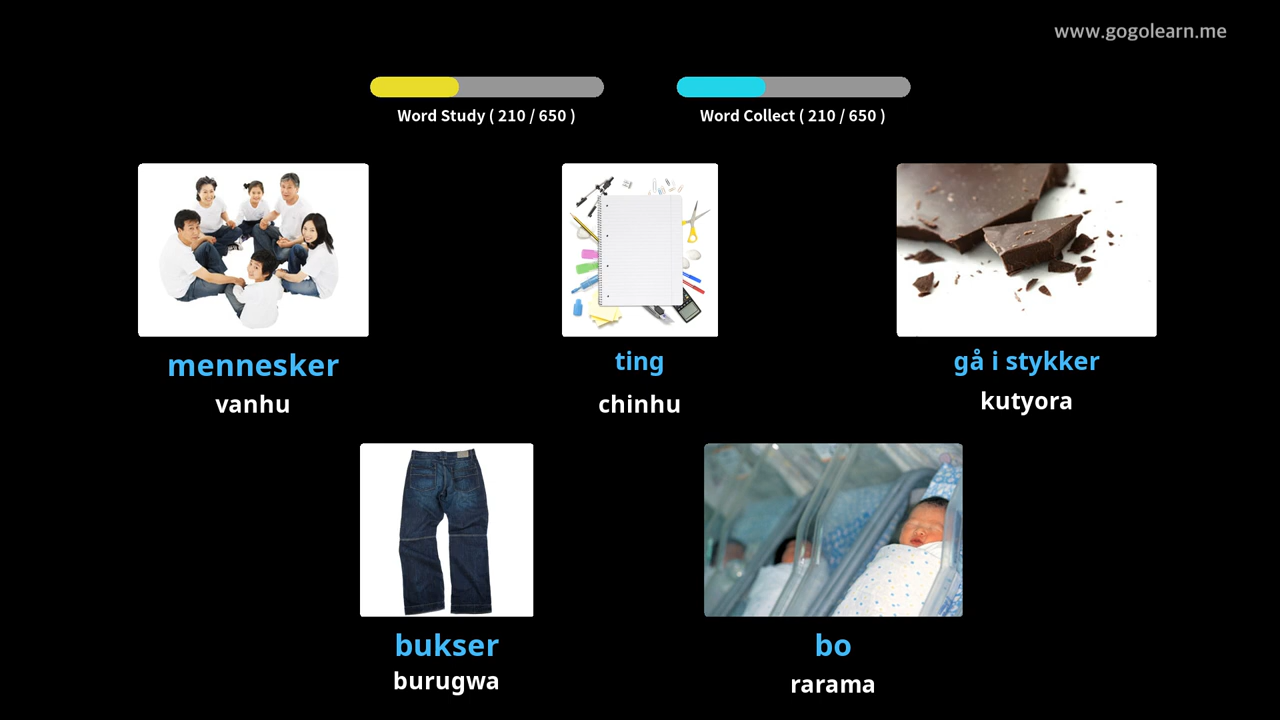 www.gogolearn.me
Word Study ( 210 / 650 )
Word Collect ( 210 / 650 )
mennesker
vanhu
ting
chinhu
gå i stykker
kutyora
bukser
burugwa
bo
rarama